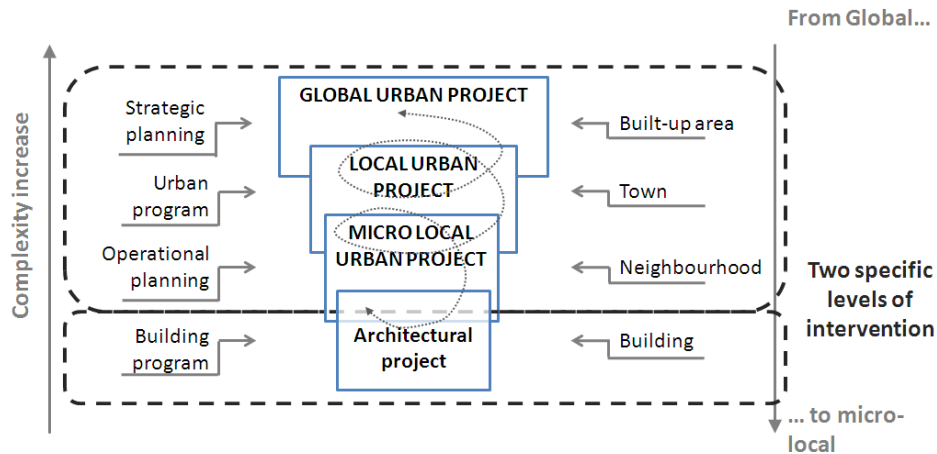 From Global...
Complexity increase
GLOBAL URBAN PROJECT
Strategic
planning
Built-up area
LOCAL URBAN
PROJECT
Urban
program
Town
MICRO LOCAL
URBAN PROJECT
Operational
planning
Neighbourhood
Two specific
levels of
intervention
Architectural
project
Building
program
Building
... to micro-
local